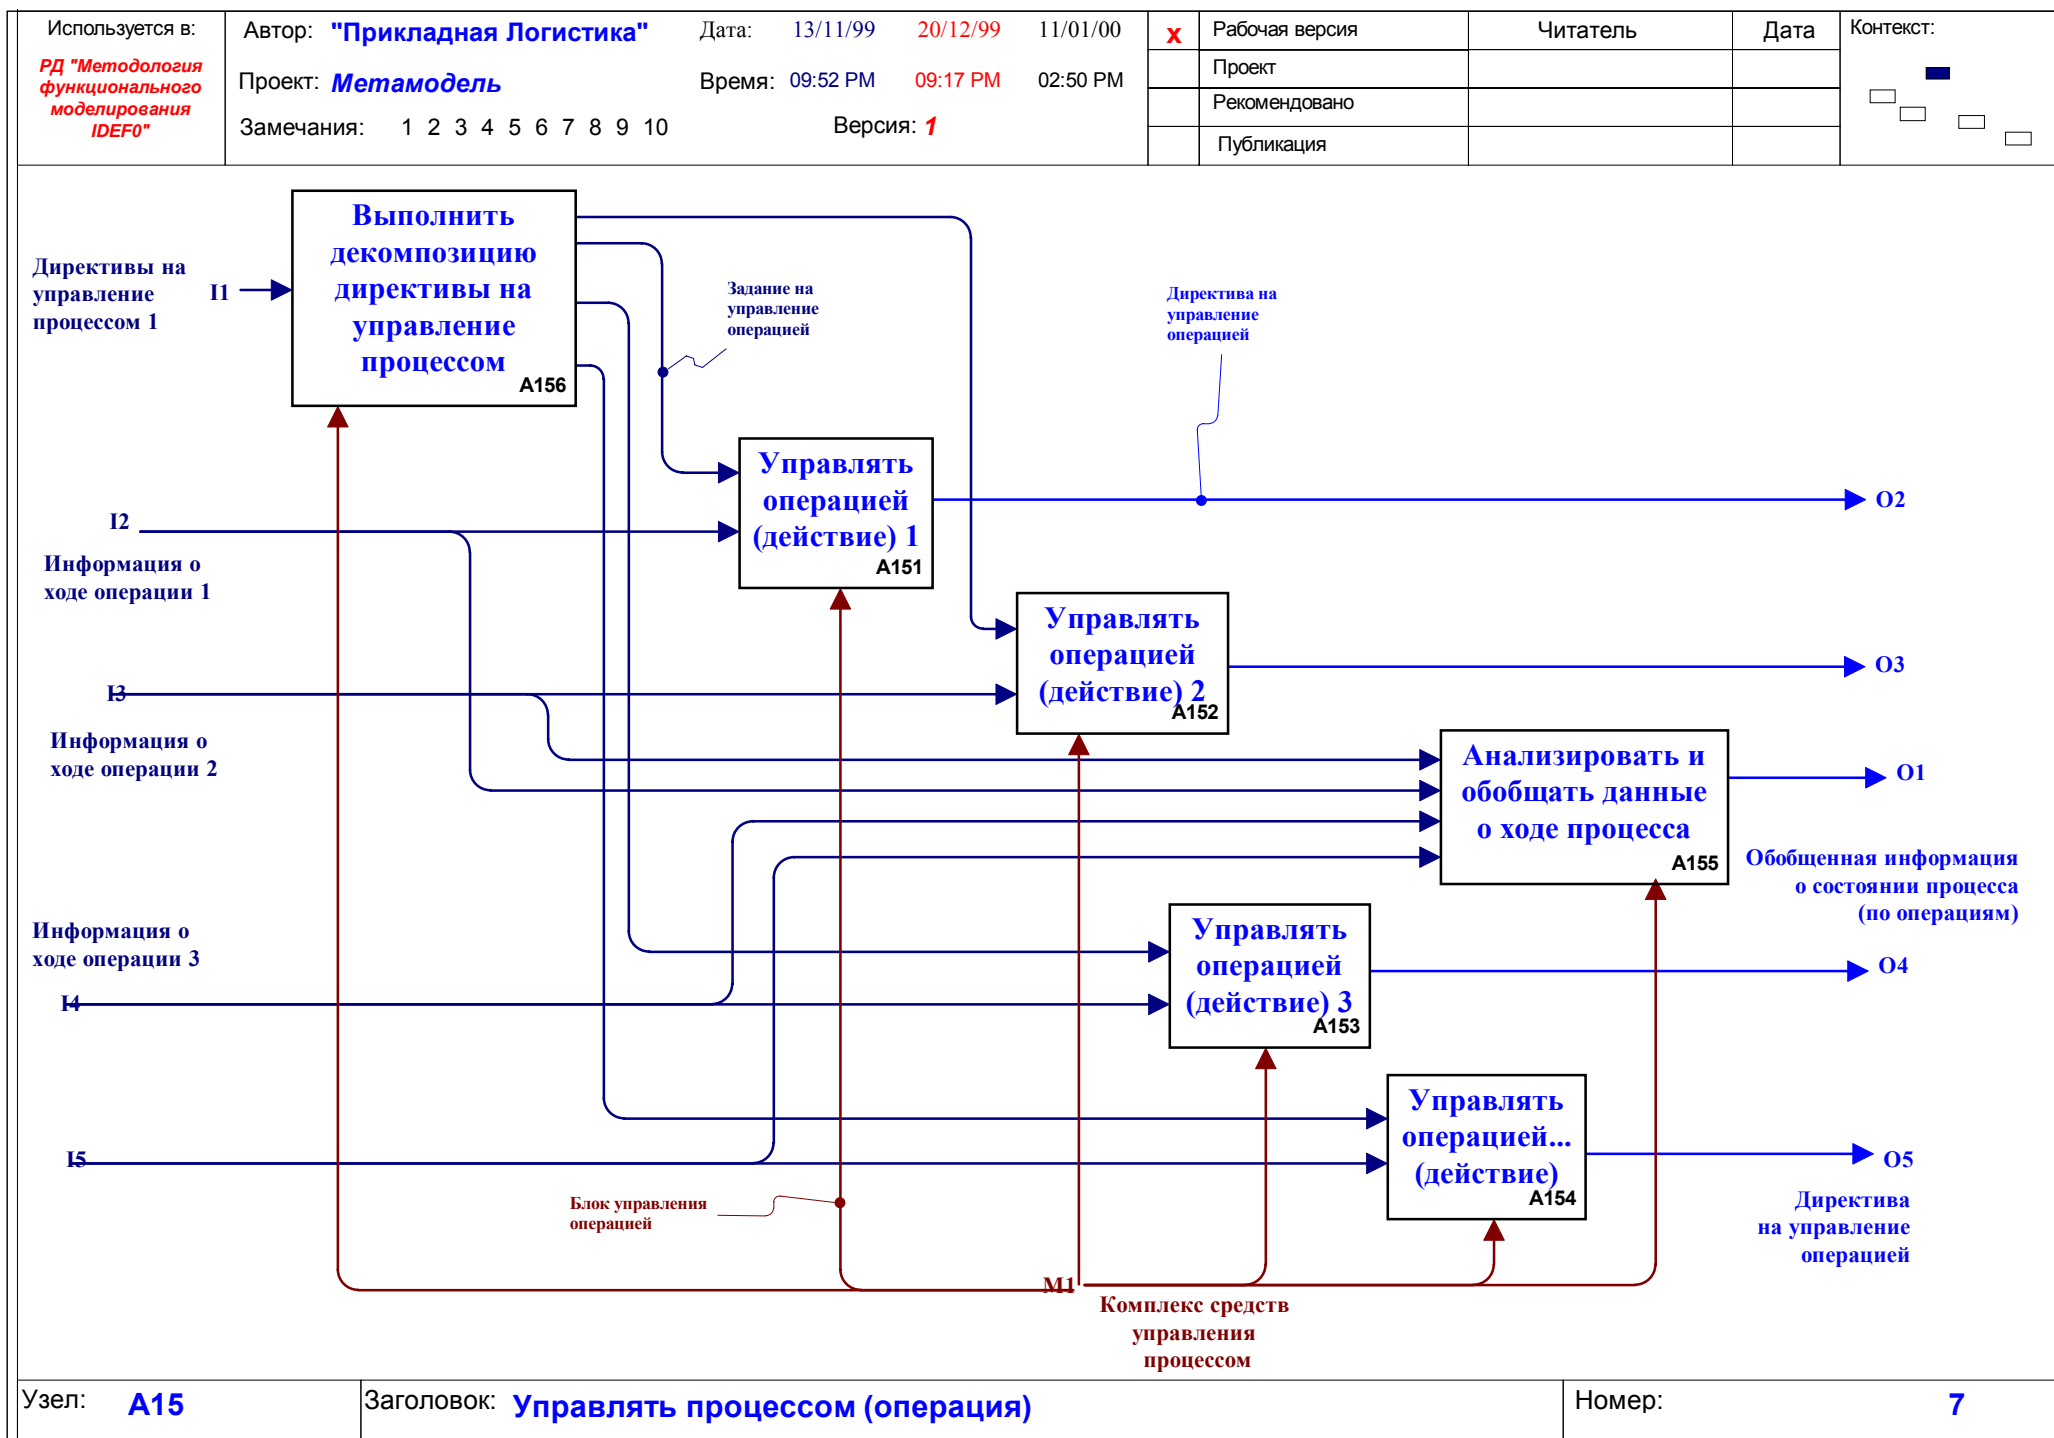 Используется в:
РД "Методология
функционального
моделирования
IDEF0"
Автор: "Прикладная Логистика"
Дата: 13/11/99 20/12/99 11/01/00
Проект: Метамодель
Время: 09:52 PM 09:17 PM 02:50 PM
Замечания: 1 2 3 4 5 6 7 8 9 10
Версия: 1
x Рабочая версия Читатель Дата
Проект
Рекомендовано
Публикация
Контекст:
Выполнить
декомпозицию
директивы на
управление
процессом
A156
Директивы на
управление
процессом 1
I1
Задание на
управление
операцией
Директива на
управление
операцией
Управлять
операцией
(действие) 1
A151
O2
I2
Информация о
ходе операции 1
Управлять
операцией
(действие) 2
A152
O3
I3
Информация о
ходе операции 2
Анализировать и
обобщать данные
о ходе процесса
A155
O1
Обобщенная информация
о состоянии процесса
(по операциям)
Информация о
ходе операции 3
I4
Управлять
операцией
(действие) 3
A153
O4
I5
Управлять
операцией...
(действие)
A154
O5
Директива
на управление
операцией
Блок управления
операцией
M1
Комплекс средств
управления
процессом
Узел: A15
Заголовок: Управлять процессом (операция)
Номер: 7